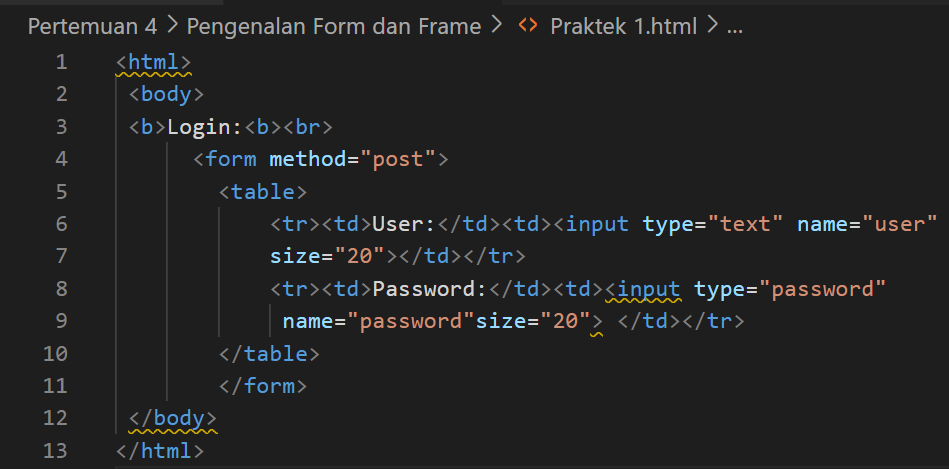 Pertemuan 4 > Pengenalan Form dan Frame > <> Praktek 1.html > ...
1 <html>
2 <body>
3 <b>Login:<b><br>
4 <form method="post">
5 <table>
6 <tr><td>User:</td><td><input type="text" name="user"
7 size="20"></td></tr>
8 <tr><td>Password:</td><td><input type="password"
9 name="password"size="20"> </td></tr>
10 </table>
11 </form>
12 </body>
13 </html>